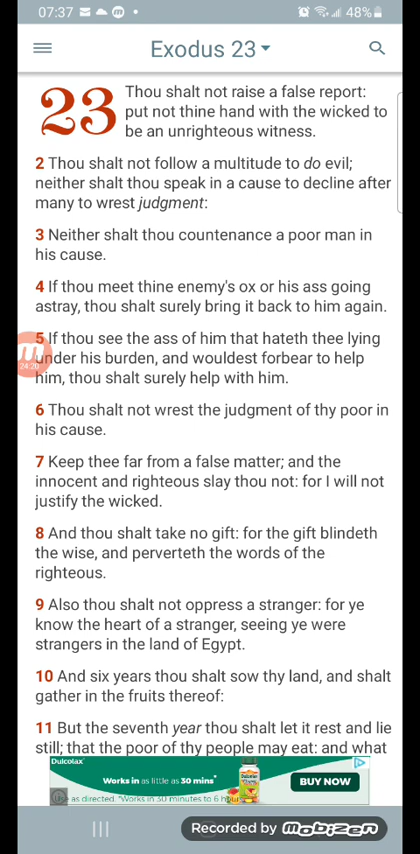 07:37 48%
Exodus 23
23 Thou shalt not raise a false report:
put not thine hand with the wicked to
be an unrighteous witness.
2 Thou shalt not follow a multitude to do evil;
neither shalt thou speak in a cause to decline after
many to wrest judgment:
3 Neither shalt thou countenance a poor man in
his cause.
4 If thou meet thine enemy's ox or his ass going
astray, thou shalt surely bring it back to him again.
5 If thou see the ass of him that hateth thee lying
under his burden, and wouldest forbear to help
24:20
him, thou shalt surely help with him.
6 Thou shalt not wrest the judgment of thy poor in
his cause.
7 Keep thee far from a false matter; and the
innocent and righteous slay thou not: for I will not
justify the wicked.
8 And thou shalt take no gift: for the gift blindeth
the wise, and perverteth the words of the
righteous.
9 Also thou shalt not oppress a stranger: for ye
know the heart of a stranger, seeing ye were
strangers in the land of Egypt.
10 And six years thou shalt sow thy land, and shalt
gather in the fruits thereof:
11 But the seventh year thou shalt let it rest and lie
still; that the poor of thy people may eat: and what
Dulcolax
Works in as little as 30 mins*
BUY NOW
Use as directed. *Works in 30 minutes to 6 hours
Recorded by mobizen